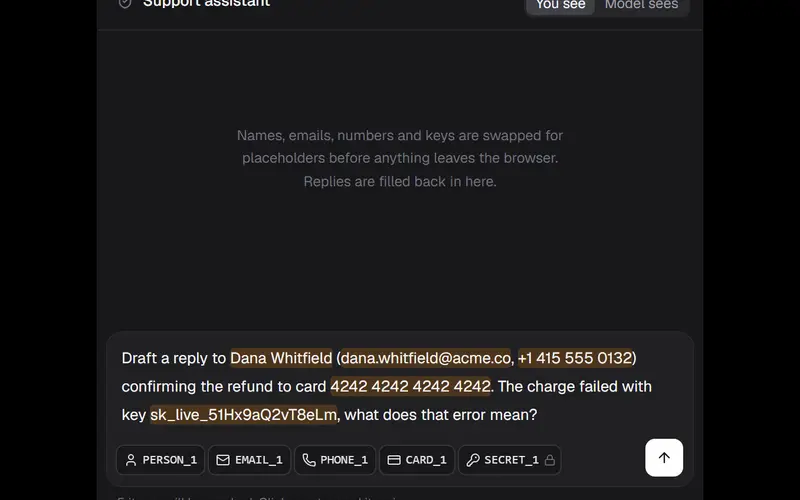 Support assistant
You see
Model sees
Names, emails, numbers and keys are swapped for
placeholders before anything leaves the browser.
Replies are filled back in here.
Draft a reply to Dana Whitfield (dana.whitfield@acme.co, +1 415 555 0132)
confirming the refund to card 4242 4242 4242 4242. The charge failed with
key sk_live_51Hx9aQ2vT8eLm, what does that error mean?
PERSON_1
EMAIL_1
PHONE_1
CARD_1
SECRET_1